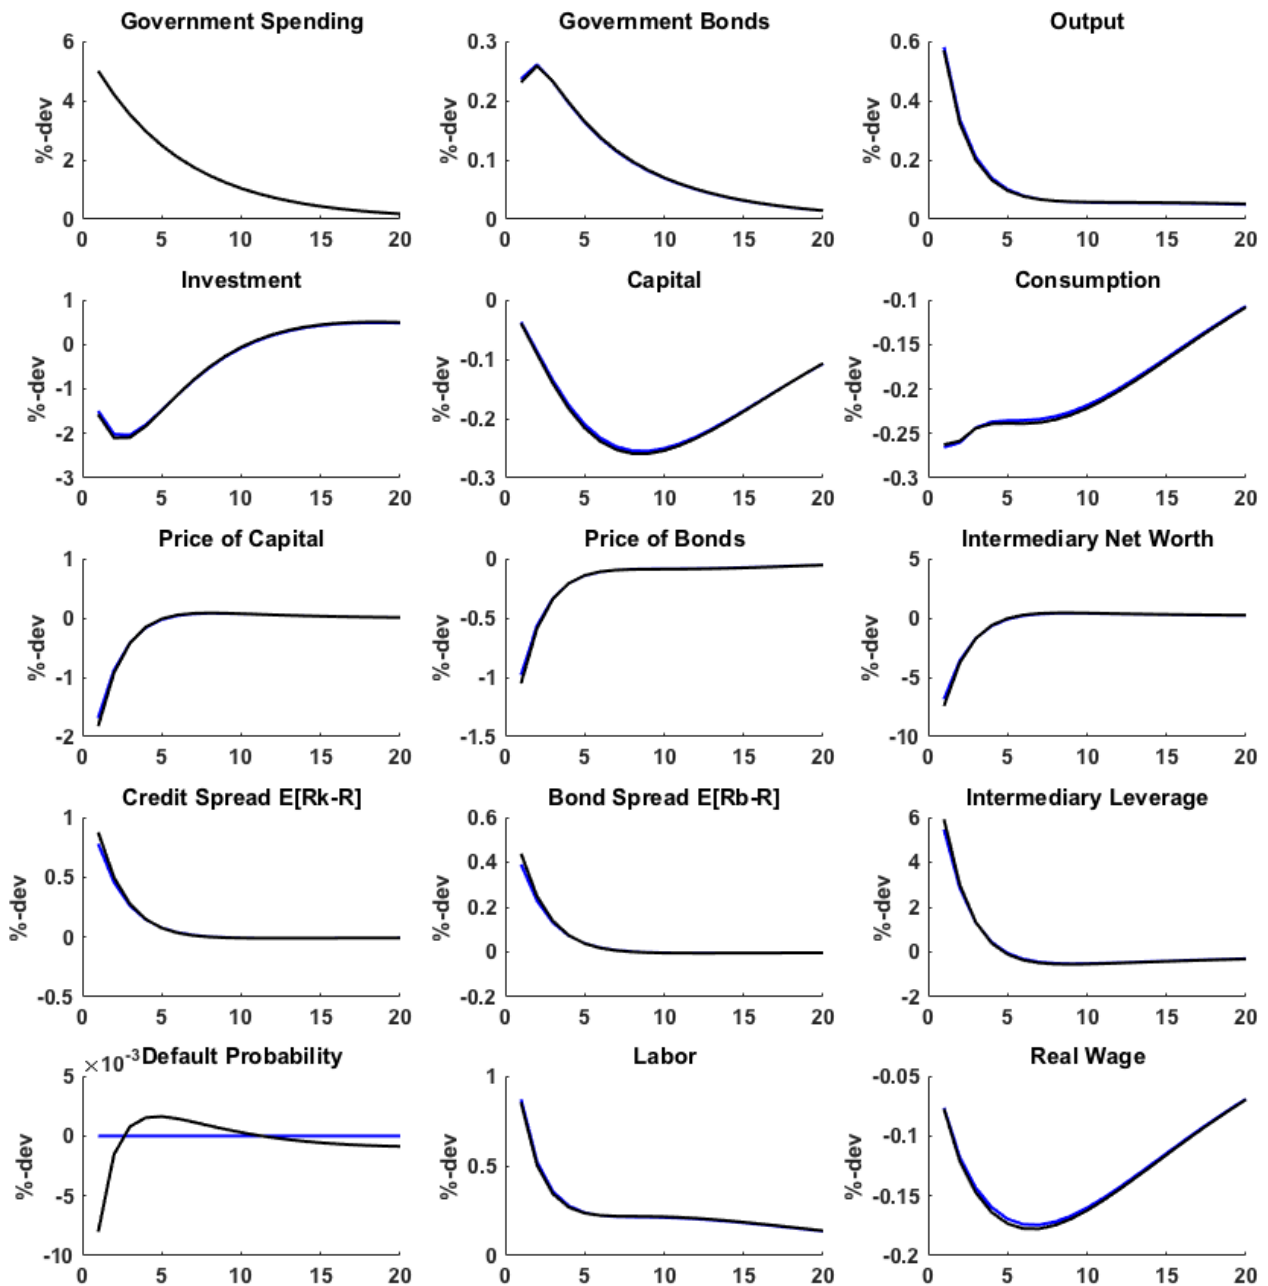 Government Spending
6
4
2
0
%-dev
0 5 10 15 20
Government Bonds
0.3
0.2
0.1
0
%-dev
0 5 10 15 20
Output
0.6
0.4
0.2
0
%-dev
0 5 10 15 20
Investment
1
0
-1
-2
-3
%-dev
0 5 10 15 20
Capital
0
-0.1
-0.2
-0.3
%-dev
0 5 10 15 20
Consumption
-0.1
-0.15
-0.2
-0.25
-0.3
%-dev
0 5 10 15 20
Price of Capital
1
0
-1
-2
%-dev
0 5 10 15 20
Price of Bonds
0
-0.5
-1
-1.5
%-dev
0 5 10 15 20
Intermediary Net Worth
5
0
-5
-10
%-dev
0 5 10 15 20
Credit Spread E[Rk-R]
1
0.5
0
-0.5
%-dev
0 5 10 15 20
Bond Spread E[Rb-R]
0.6
0.4
0.2
0
-0.2
%-dev
0 5 10 15 20
Intermediary Leverage
6
4
2
0
-2
%-dev
0 5 10 15 20
×10⁻³ Default Probability
5
0
-5
-10
%-dev
0 5 10 15 20
Labor
1
0.5
0
%-dev
0 5 10 15 20
Real Wage
-0.05
-0.1
-0.15
-0.2
%-dev
0 5 10 15 20